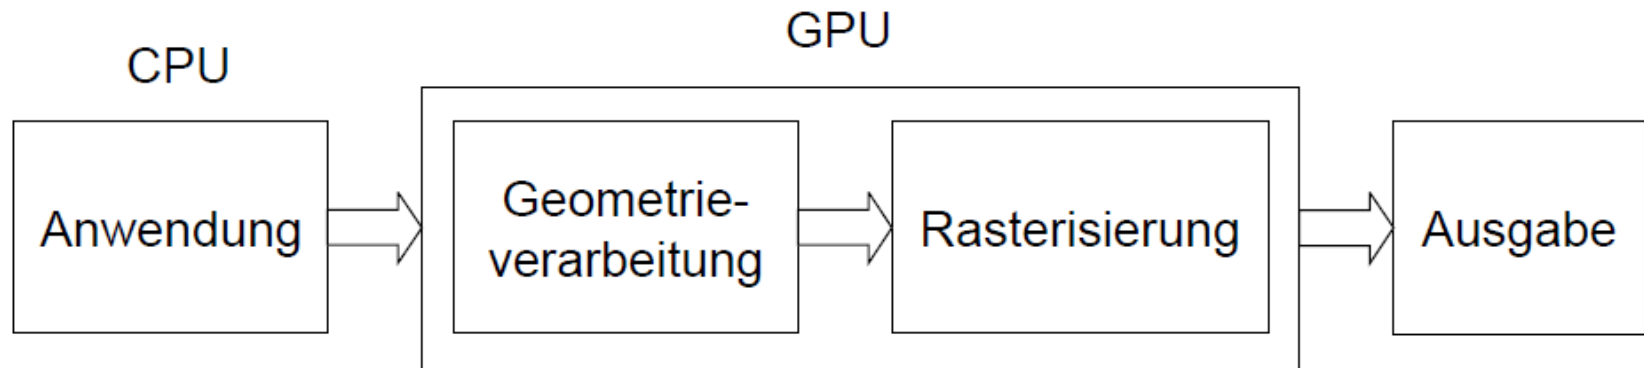 GPU
CPU
Anwendung
Geometrie-
verarbeitung
Rasterisierung
Ausgabe